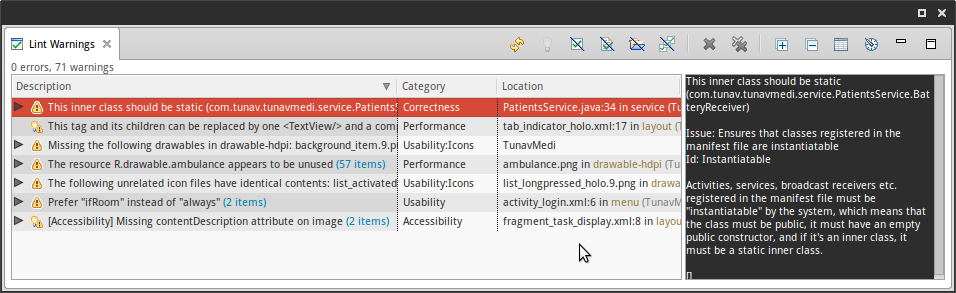 Lint Warnings
0 errors, 71 warnings
Description Category Location
This inner class should be static (com.tunav.tunavmedi.service.Patients Correctness PatientsService.java:34 in service (Tu
This tag and its children can be replaced by one <TextView/> and a com Performance tab_indicator_holo.xml:17 in layout (T
Missing the following drawables in drawable-hdpi: background_item.9.p Usability:Icons TunavMedi
The resource R.drawable.ambulance appears to be unused (57 items) Performance ambulance.png in drawable-hdpi (Tun
The following unrelated icon files have identical contents: list_activated Usability:Icons list_longpressed_holo.9.png in drawa
Prefer "ifRoom" instead of "always" (2 items) Usability activity_login.xml:6 in menu (TunavM
[Accessibility] Missing contentDescription attribute on image (2 items) Accessibility fragment_task_display.xml:8 in layou
This inner class should be static
(com.tunav.tunavmedi.service.PatientsService.Bat
teryReceiver)
Issue: Ensures that classes registered in the
manifest file are instantiatable
Id: Instantiatable
Activities, services, broadcast receivers etc.
registered in the manifest file must be
"instantiatable" by the system, which means that
the class must be public, it must have an empty
public constructor, and if it's an inner class, it
must be a static inner class.
[]